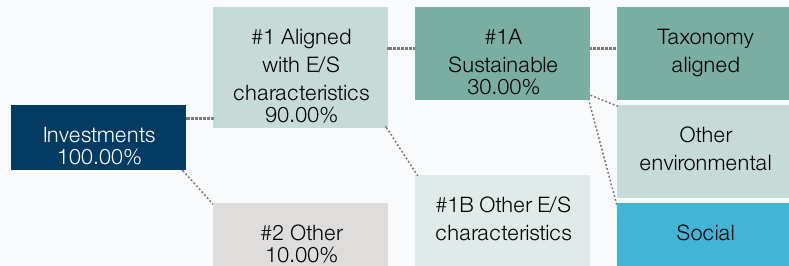 Investments
100.00%
#1 Aligned
with E/S
characteristics
90.00%
#2 Other
10.00%
#1A
Sustainable
30.00%
#1B Other E/S
characteristics
Taxonomy
aligned
Other
environmental
Social